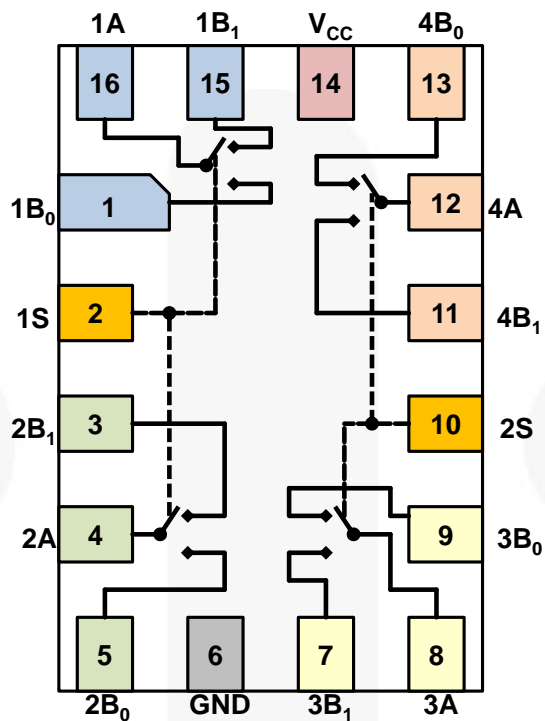 1A 1B₁ VCC 4B₀
16 15 14 13
1B₀ 1 12 4A
1S 2 11 4B₁
2B₁ 3 10 2S
2A 4 9 3B₀
5 6 7 8
2B₀ GND 3B₁ 3A